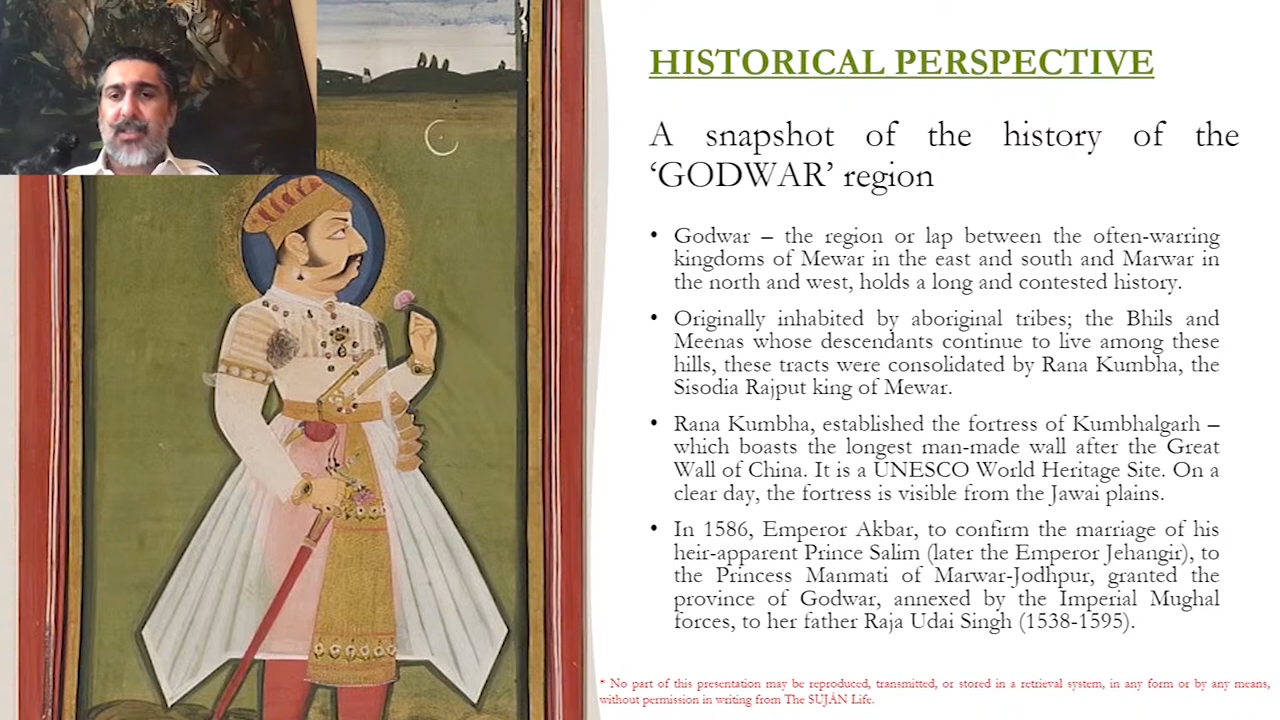 HISTORICAL PERSPECTIVE
A snapshot of the history of the
‘GODWAR’ region
• Godwar – the region or lap between the often-warring
kingdoms of Mewar in the east and south and Marwar in
the north and west, holds a long and contested history.
• Originally inhabited by aboriginal tribes; the Bhils and
Meenas whose descendants continue to live among these
hills, these tracts were consolidated by Rana Kumbha, the
Sisodia Rajput king of Mewar.
• Rana Kumbha, established the fortress of Kumbhalgarh –
which boasts the longest man-made wall after the Great
Wall of China. It is a UNESCO World Heritage Site. On a
clear day, the fortress is visible from the Jawai plains.
• In 1586, Emperor Akbar, to confirm the marriage of his
heir-apparent Prince Salim (later the Emperor Jehangir), to
the Princess Manmati of Marwar-Jodhpur, granted the
province of Godwar, annexed by the Imperial Mughal
forces, to her father Raja Udai Singh (1538-1595).
* No part of this presentation may be reproduced, transmitted, or stored in a retrieval system, in any form or by any means,
without permission in writing from The SUJÁN Life.